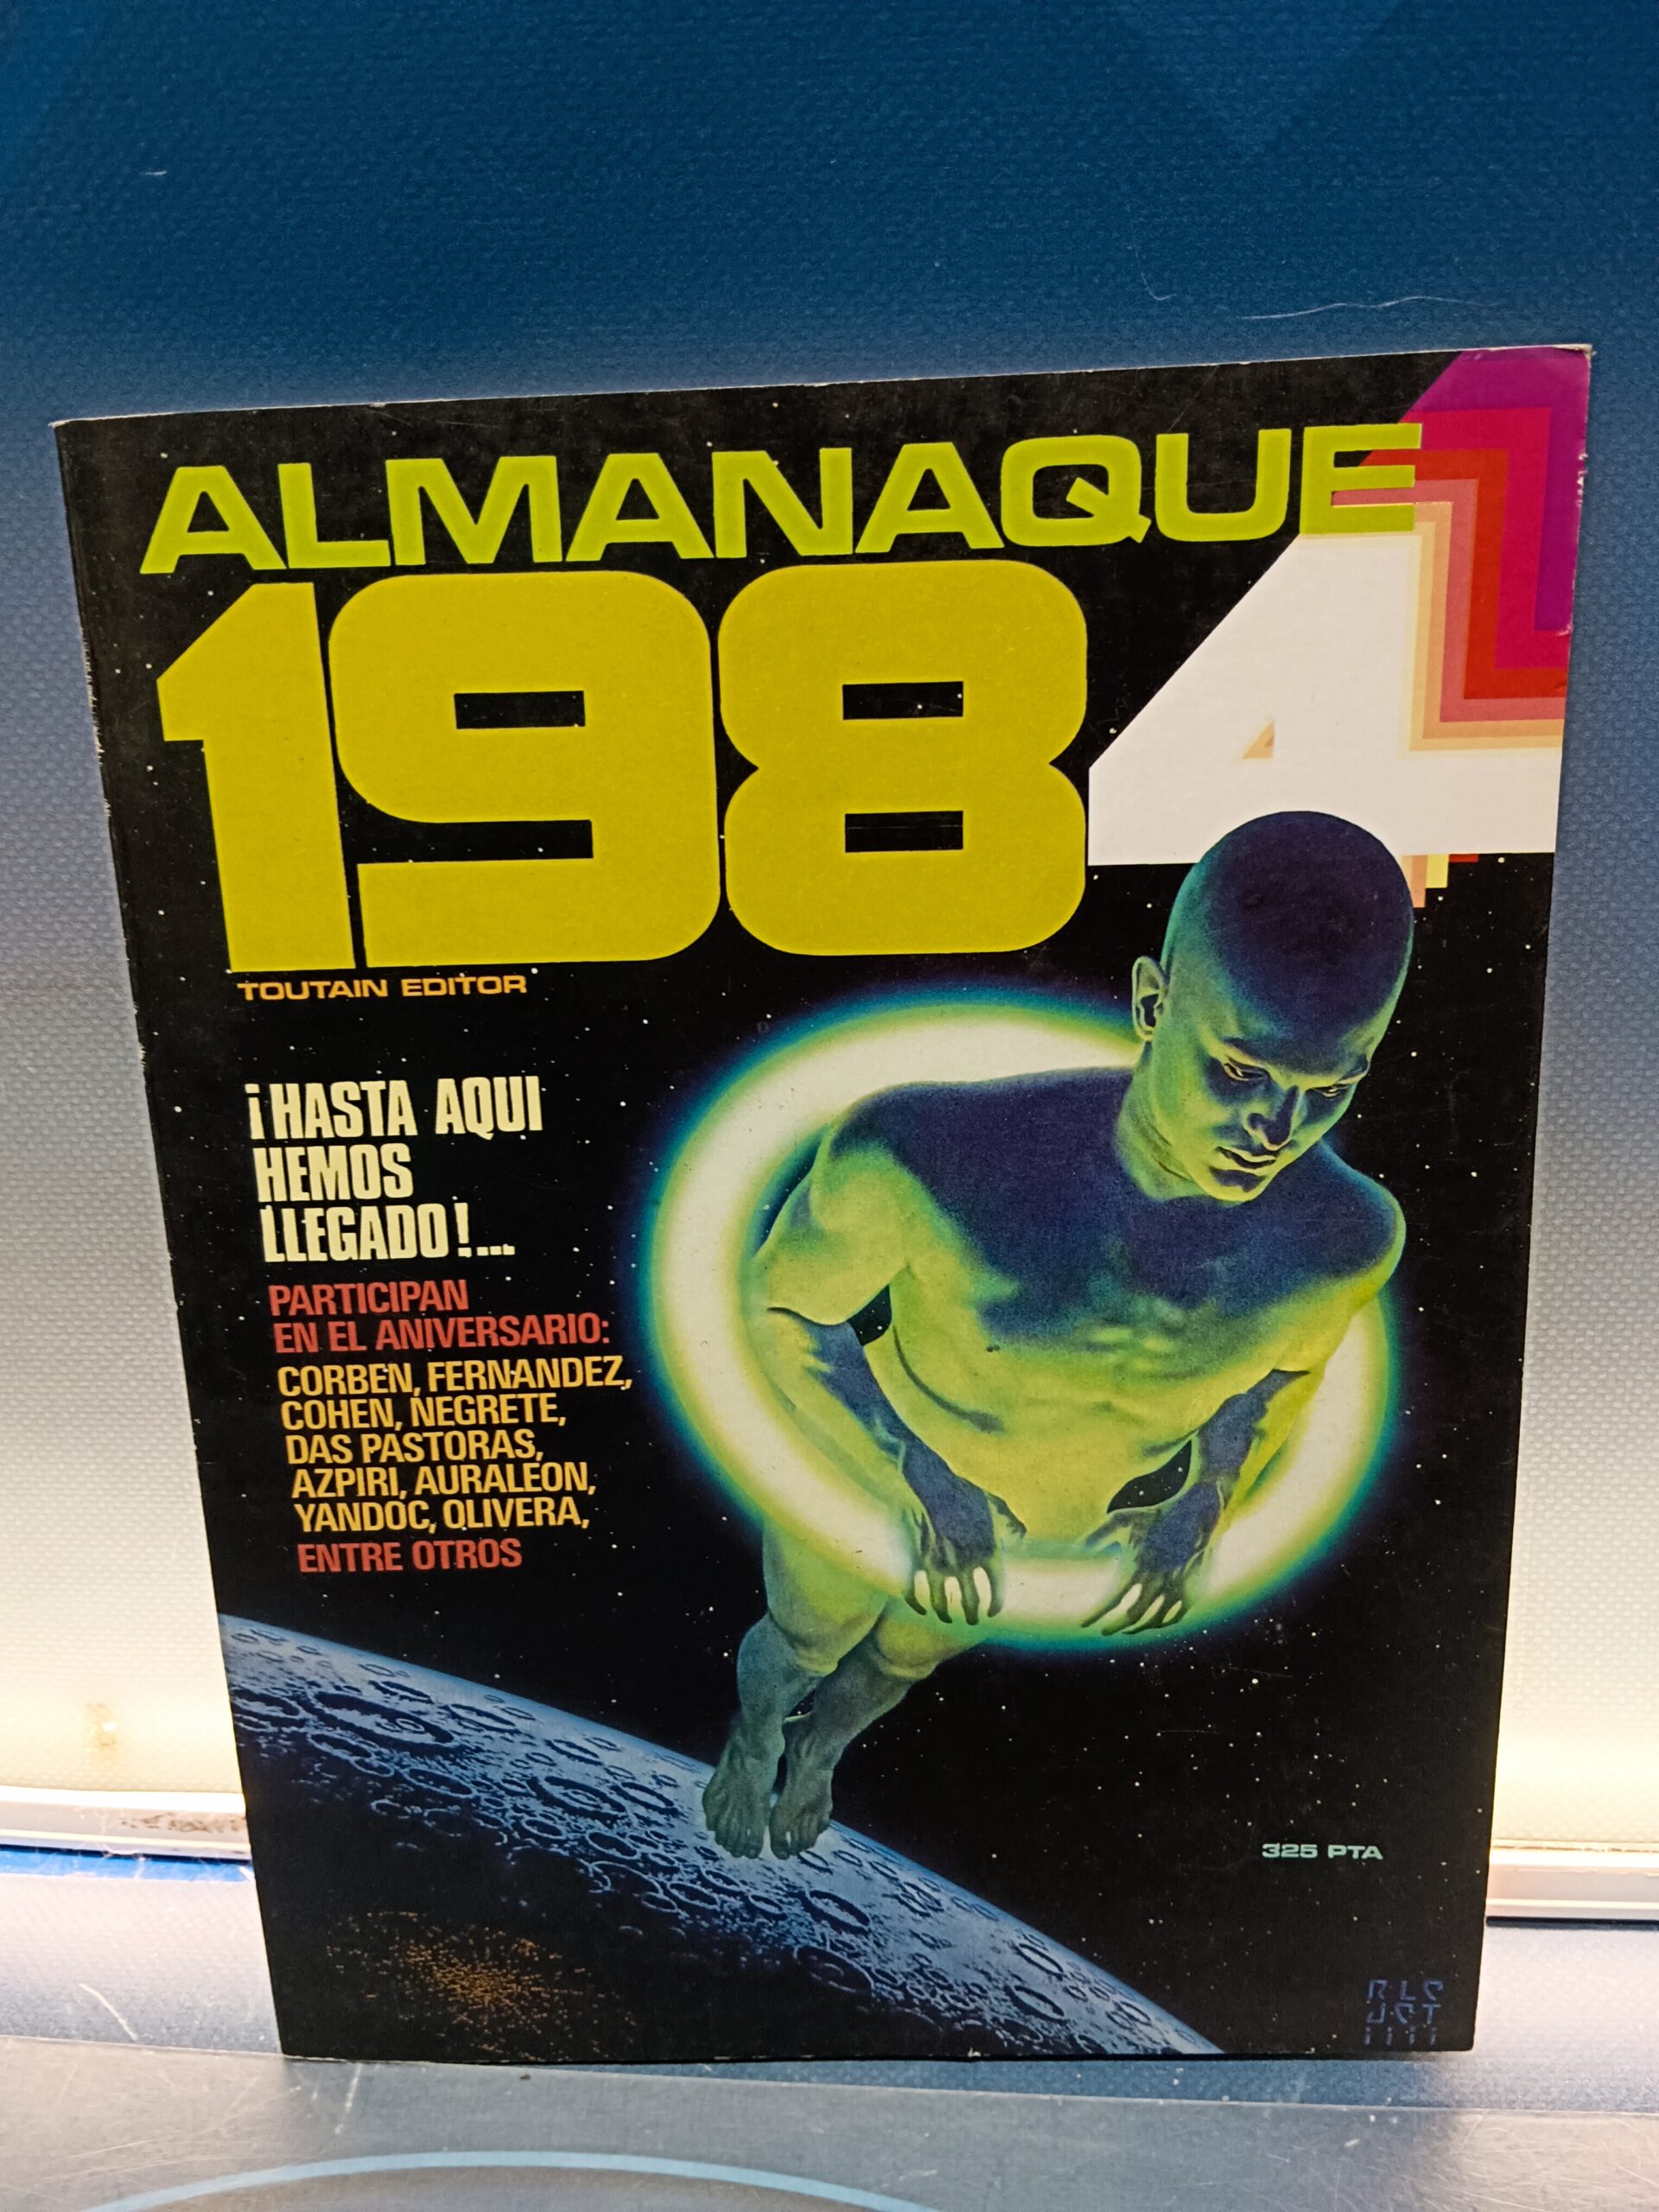 ALMANAQUE
1984
TOUTAIN EDITOR
¡HASTA AQUI
HEMOS
LLEGADO!...
PARTICIPAN
EN EL ANIVERSARIO:
CORBEN, FERNANDEZ,
COHEN, NEGRETE,
DAS PASTORAS,
AZPIRI, AURALEON,
YANDOC, OLIVERA,
ENTRE OTROS
325 PTA